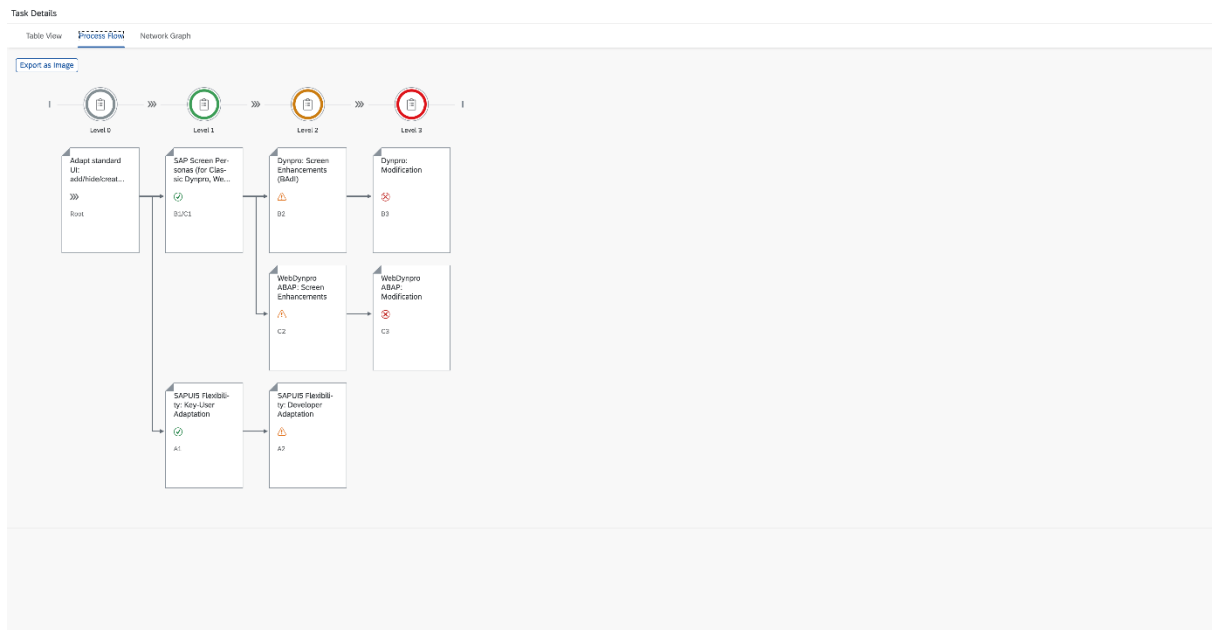 Task Details
Table View
Process Flow
Network Graph
Export as Image
Level 0
Level 1
Level 2
Level 3
Adapt standard
UI:
add/hide/creat...
Root
SAP Screen Per-
sonas (for Clas-
sic Dynpro, We...
B1/C1
Dynpro: Screen
Enhancements
(BAdI)
B2
Dynpro:
Modification
B3
WebDynpro
ABAP: Screen
Enhancements
C2
WebDynpro
ABAP:
Modification
C3
SAPUI5 Flexibili-
ty: Key-User
Adaptation
A1
SAPUI5 Flexibili-
ty: Developer
Adaptation
A2